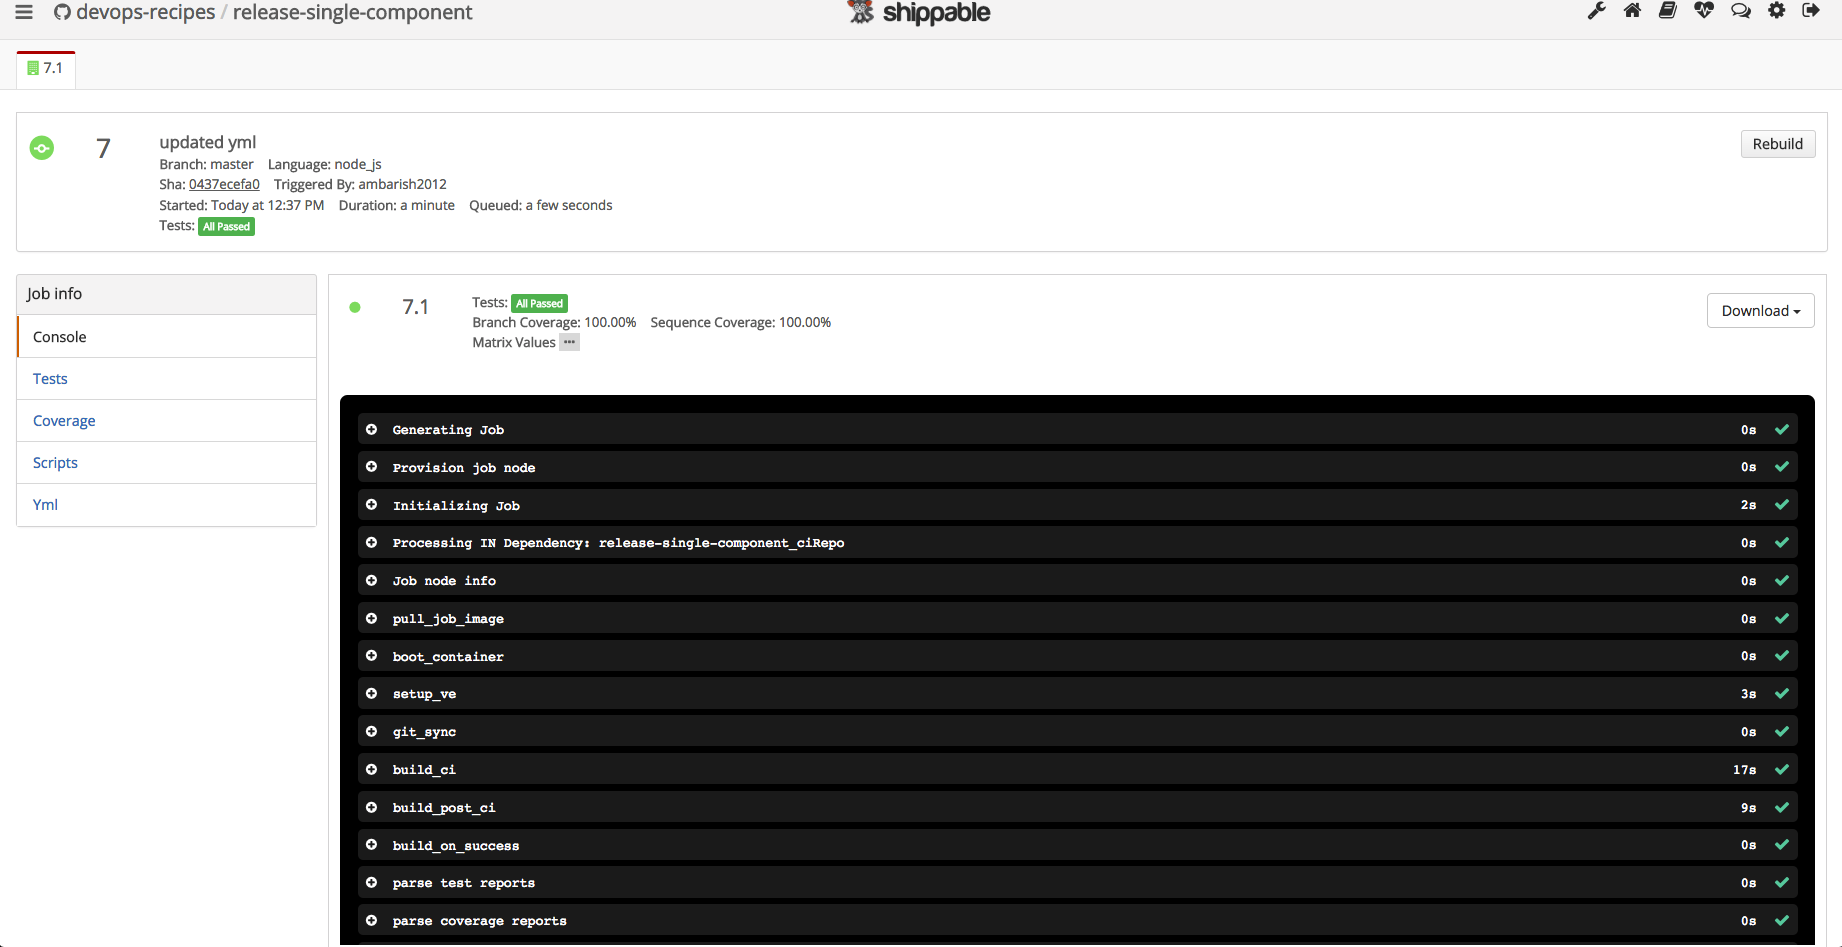 devops-recipes / release-single-component
shippable
7.1
7
updated yml
Branch: master Language: node_js
Sha: 0437ecefa0 Triggered By: ambarish2012
Started: Today at 12:37 PM Duration: a minute Queued: a few seconds
Tests: All Passed
Rebuild
Job info
Console
Tests
Coverage
Scripts
Yml
7.1
Tests: All Passed
Branch Coverage: 100.00% Sequence Coverage: 100.00%
Matrix Values ...
Download
Generating Job 0s
Provision job node 0s
Initializing Job 2s
Processing IN Dependency: release-single-component_ciRepo 0s
Job node info 0s
pull_job_image 0s
boot_container 0s
setup_ve 3s
git_sync 0s
build_ci 17s
build_post_ci 9s
build_on_success 0s
parse test reports 0s
parse coverage reports 0s